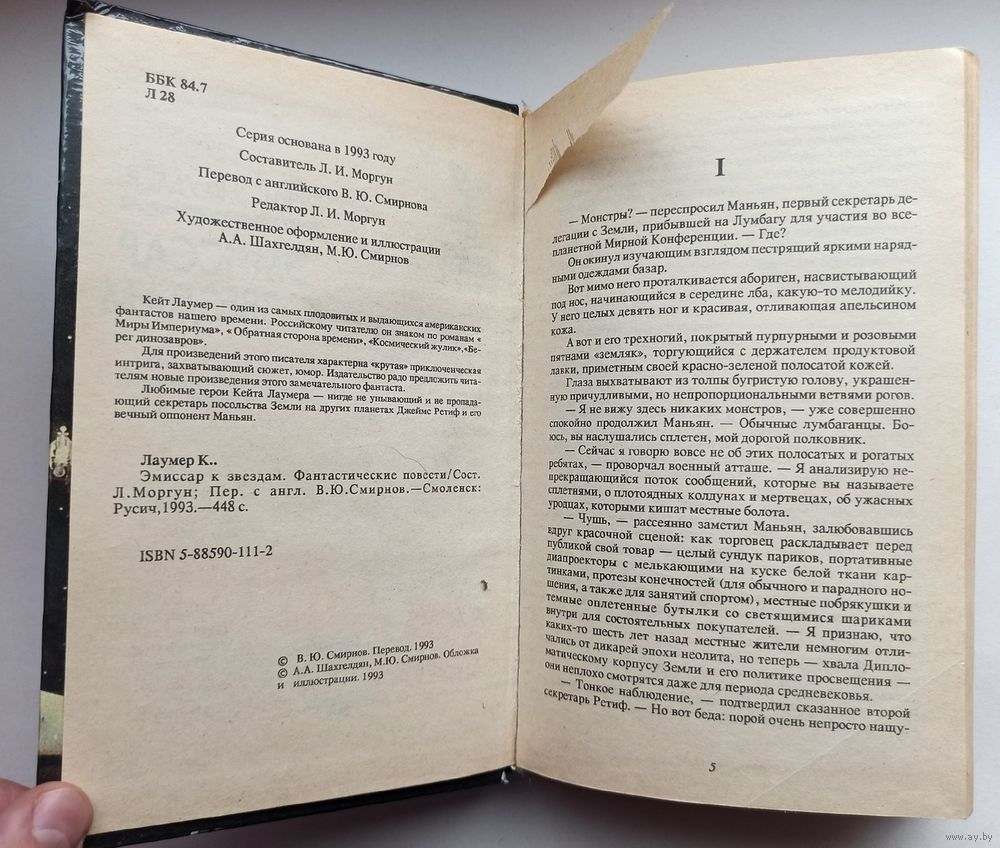 ББК 84.7
Л 28
Серия основана в 1993 году
Составитель Л. И. Моргун
Перевод с английского В. Ю. Смирнова
Редактор Л. И. Моргун
Художественное оформление и иллюстрации
А.А. Шахгелдян, М.Ю. Смирнов
Кейт Лаумер — один из самых плодовитых и выдающихся американских
фантастов нашего времени. Российскому читателю он знаком по романам «
Миры Империума», « Обратная сторона времени», «Космический жулик»,«Бе-
рег динозавров».
Для произведений этого писателя характерна «крутая» приключенческая
интрига, захватывающий сюжет, юмор. Издательство радо предложить чита-
телям новые произведения этого замечательного фантаста.
Любимые герои Кейта Лаумера — нигде не унывающий и не пропада-
ющий секретарь посольства Земли на других планетах Джеймс Ретиф и его
вечный оппонент Маньян.
Лаумер К..
Эмиссар к звездам. Фантастические повести/Сост.
Л.Моргун; Пер. с англ. В.Ю.Смирнов.—Смоленск:
Русич,1993.—448 с.
ISBN 5-88590-111-2
© В. Ю. Смирнов. Перевод. 1993
© А.А. Шахгелдян, М.Ю. Смирнов. Обложка
и иллюстрации. 1993
I
— Монстры? — переспросил Маньян, первый секретарь де-
легации с Земли, прибывшей на Лумбагу для участия во все-
планетной Мирной Конференции. — Где?
Он окинул изучающим взглядом пестрящий яркими наряд-
ными одеждами базар.
Вот мимо него проталкивается абориген, насвистывающий
под нос, начинающийся в середине лба, какую-то мелодийку.
У него целых девять ног и красивая, отливающая апельсином
кожа.
А вот и его трехногий, покрытый пурпурными и розовыми
пятнами «земляк», торгующийся с держателем продуктовой
лавки, приметным своей красно-зеленой полосатой кожей.
Глаза выхватывают из толпы бугристую голову, украшен-
ную причудливыми, но непропорциональными ветвями рогов.
— Я не вижу здесь никаких монстров, — уже совершенно
спокойно продолжил Маньян. — Обычные лумбаганцы. Бо-
юсь, вы наслушались сплетен, мой дорогой полковник.
— Сейчас я говорю вовсе не об этих полосатых и рогатых
ребятах, — проворчал военный атташе. — Я анализирую не-
прекращающийся поток сообщений, которые вы называете
сплетнями, о плотоядных колдунах и мертвецах, об ужасных
уродцах, которыми кишат местные болота.
— Чушь, — рассеянно заметил Маньян, залюбовавшись
вдруг красочной сценой: как торговец раскладывает перед
публикой свой товар — целый сундук париков, портативные
диапроекторы с мелькающими на куске белой ткани кар-
тинками, протезы конечностей (для обычного и парадного но-
шения, а также для занятий спортом), местные побрякушки и
темные оплетенные бутылки со светящимися шариками
внутри для состоятельных покупателей. — Я признаю, что
каких-то шесть лет назад местные жители немногим отли-
чались от дикарей эпохи неолита, но теперь — хвала Дипло-
матическому корпусу Земли и его политике просвещения —
они неплохо смотрятся даже для периода средневековья.
— Тонкое наблюдение, — подтвердил сказанное второй
секретарь Ретиф. — Но вот беда: порой очень непросто нащу-
5
www.ay.by